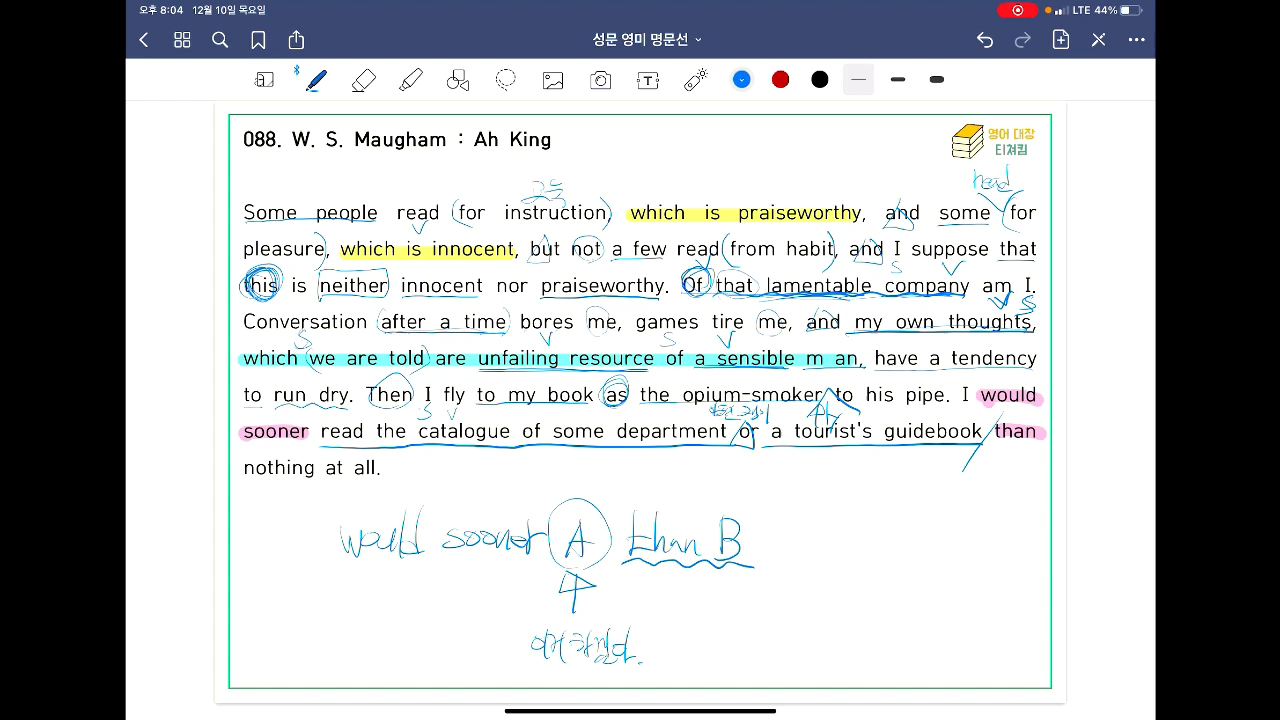 오후 8:04 12월 10일 목요일 LTE 44%
성문 영미 명문선
088. W. S. Maugham : Ah King
영어 대장
티쳐킴
read
Some people read (for instruction), which is praiseworthy, and some for
pleasure, which is innocent, but not a few read (from habit), and I suppose that
S V
this is neither innocent nor praiseworthy. Of that lamentable company am I.
V S
Conversation (after a time) bores me, games tire me, and my own thoughts,
S V S V
which (we are told) are unfailing resource of a sensible m an, have a tendency
to run dry. Then I fly to my book as the opium-smoker to his pipe. I would
S V
sooner read the catalogue of some department or a tourist's guidebook / than
nothing at all.
would sooner A than B
이거 하겠다.